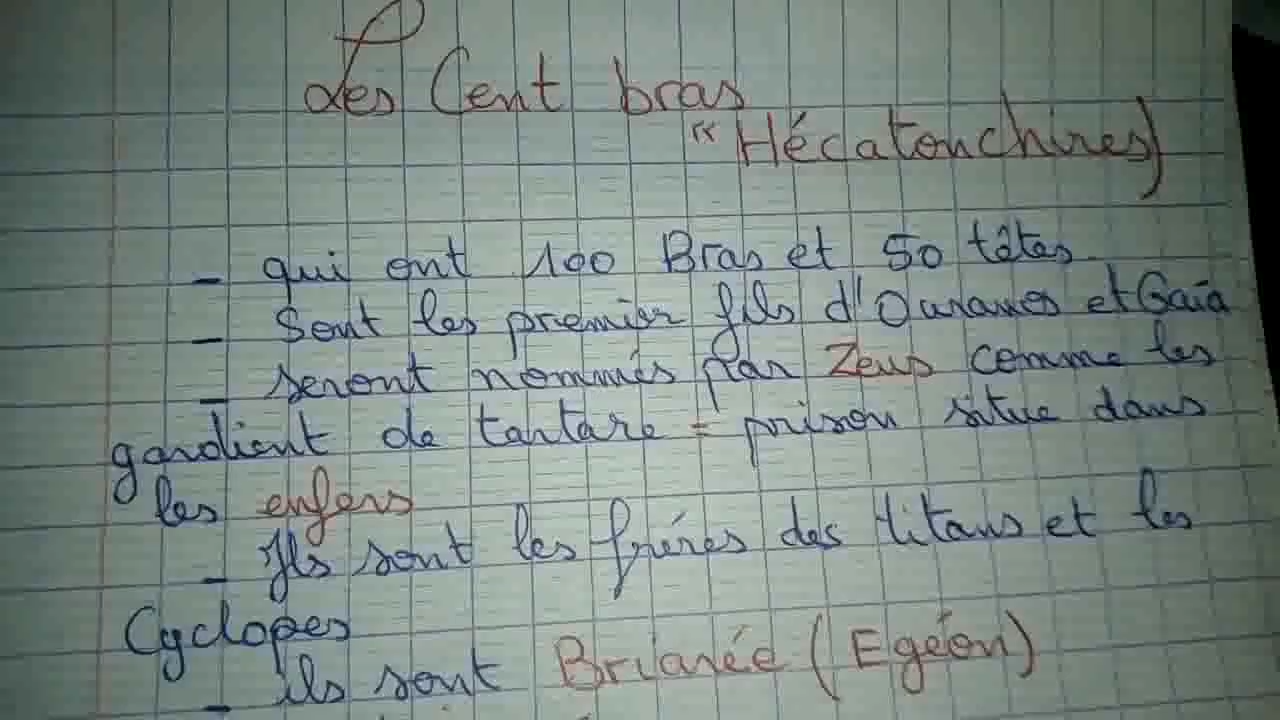 Les Cent bras
"Hécatonchires)
- qui ont 100 Bras et 50 têtes
- Sont les premier fils d'Ouranos et Gaïa
- seront nommés par Zeus comme les
gardient de tartare = prison situe dans
les enfers
- Ils sont les fréres des titans et les
Cyclopes
- ils sont Briarée (Egéon)